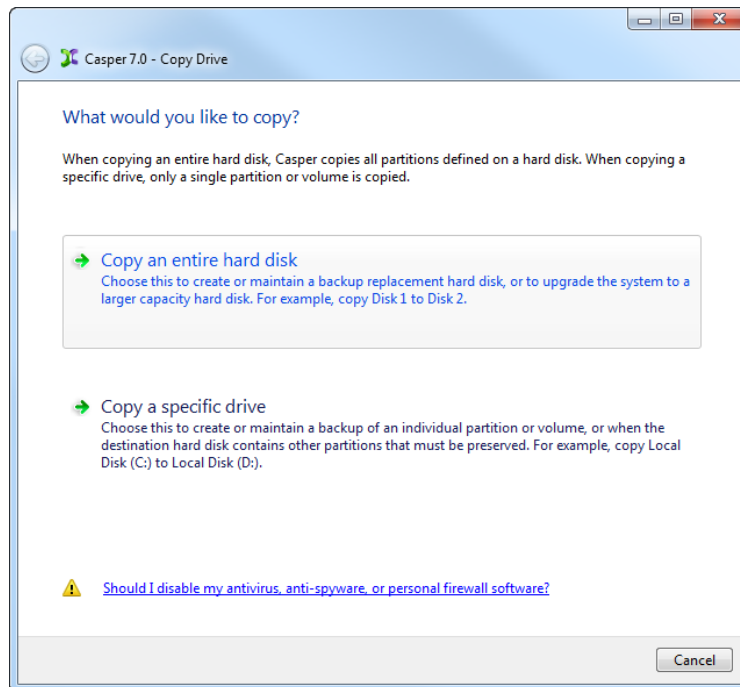 Casper 7.0 - Copy Drive
What would you like to copy?
When copying an entire hard disk, Casper copies all partitions defined on a hard disk. When copying a
specific drive, only a single partition or volume is copied.
Copy an entire hard disk
Choose this to create or maintain a backup replacement hard disk, or to upgrade the system to a
larger capacity hard disk. For example, copy Disk 1 to Disk 2.
Copy a specific drive
Choose this to create or maintain a backup of an individual partition or volume, or when the
destination hard disk contains other partitions that must be preserved. For example, copy Local
Disk (C:) to Local Disk (D:).
Should I disable my antivirus, anti-spyware, or personal firewall software?
Cancel